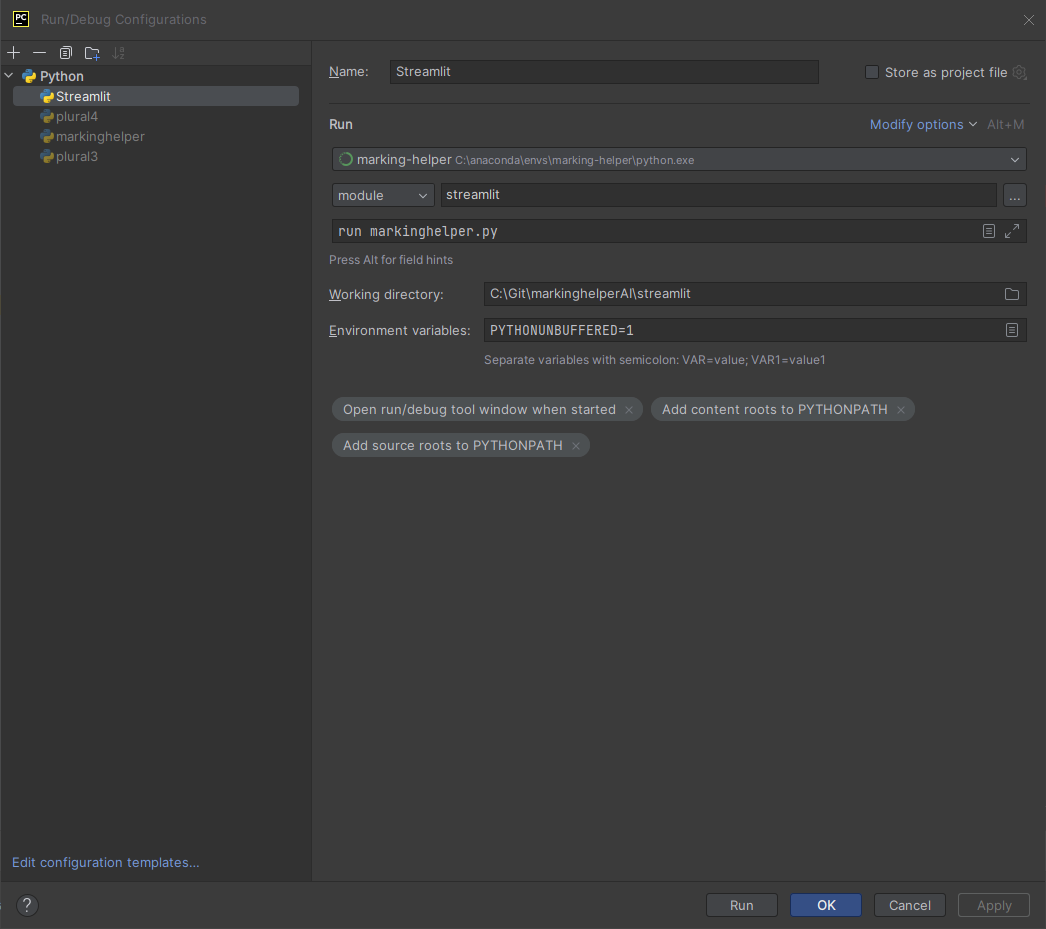 PC Run/Debug Configurations
Python
Streamlit
plural4
markinghelper
plural3
Name: Streamlit Store as project file
Run Modify options Alt+M
marking-helper C:\anaconda\envs\marking-helper\python.exe
module streamlit ...
run markinghelper.py
Press Alt for field hints
Working directory: C:\Git\markinghelperAI\streamlit
Environment variables: PYTHONUNBUFFERED=1
Separate variables with semicolon: VAR=value; VAR1=value1
Open run/debug tool window when started × Add content roots to PYTHONPATH ×
Add source roots to PYTHONPATH ×
Edit configuration templates...
? Run OK Cancel Apply